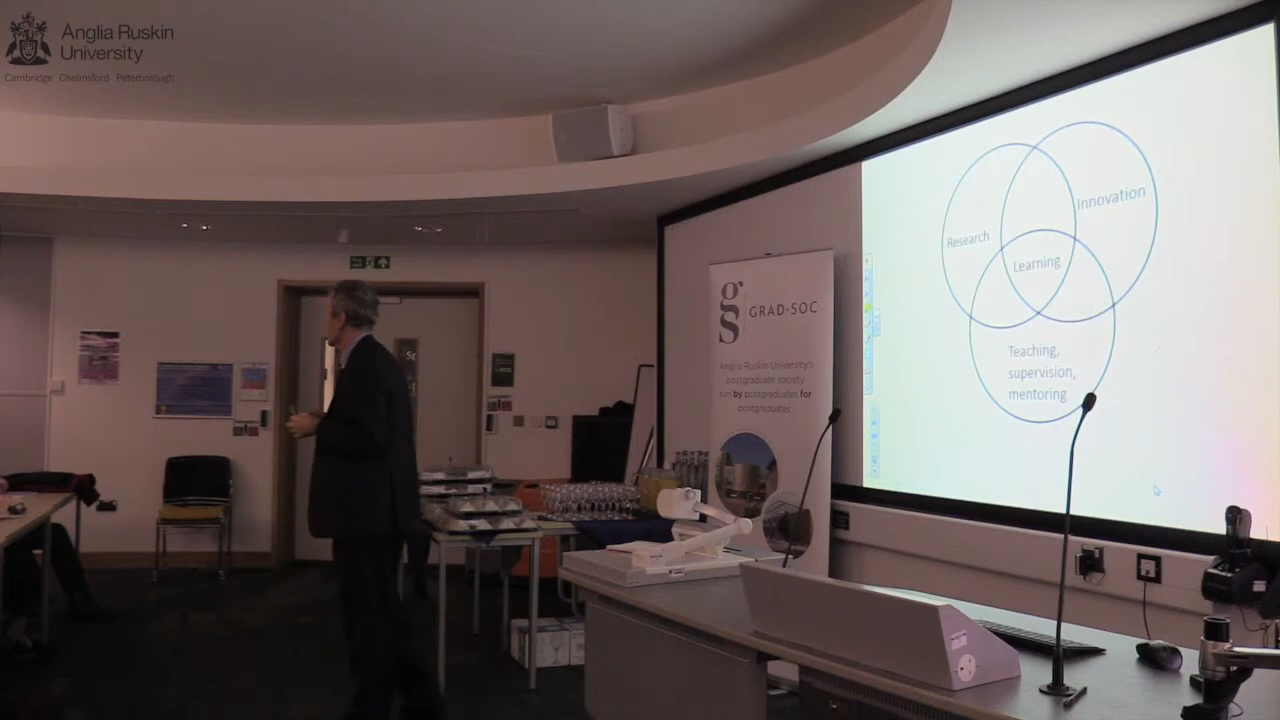 Anglia Ruskin
University
Cambridge Chelmsford Peterborough
Research
Innovation
Learning
Teaching,
supervision,
mentoring
gs GRAD-SOC
Anglia Ruskin University's
postgraduate society
run by postgraduates for
postgraduates